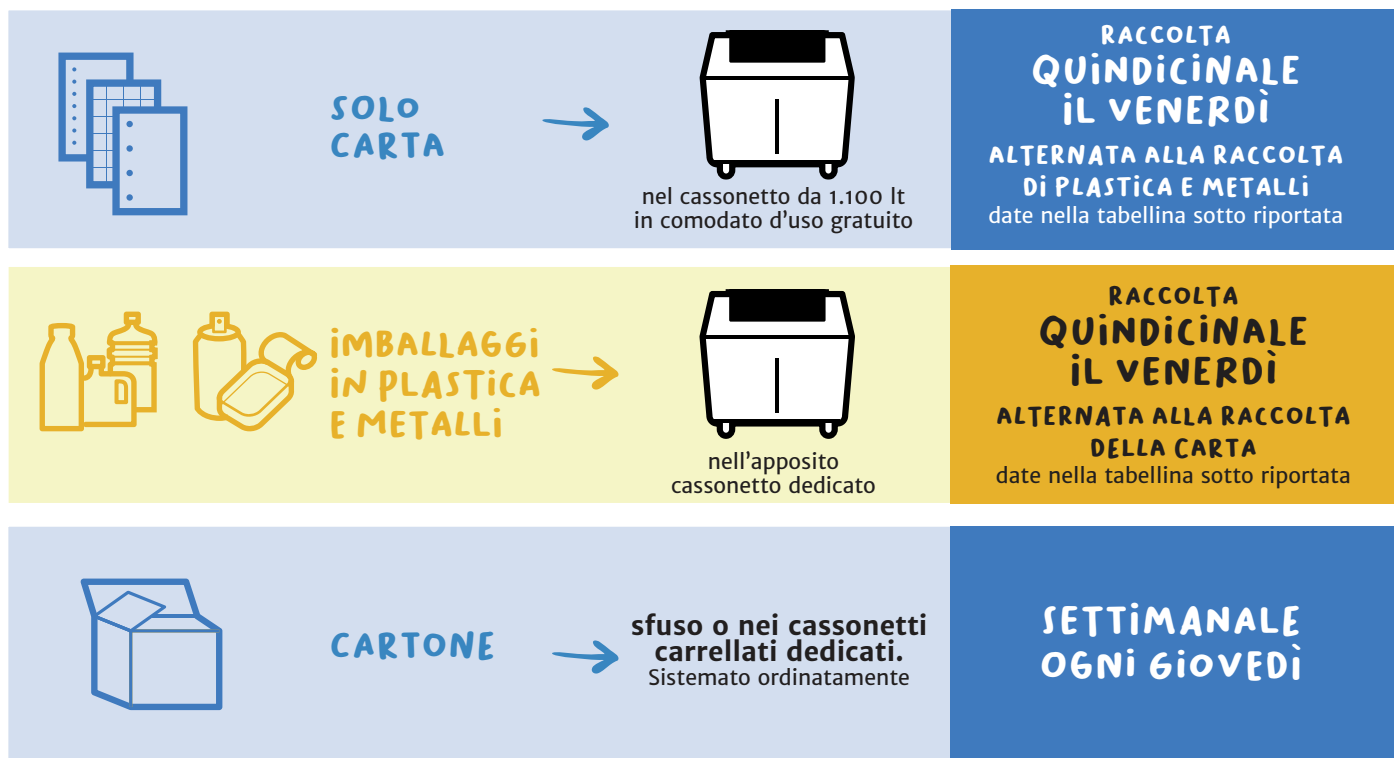 SOLO
CARTA
nel cassonetto da 1.100 lt
in comodato d'uso gratuito
RACCOLTA
QUiNDiCiNALE
iL VENERDÌ
ALTERNATA ALLA RACCOLTA
Di PLASTiCA E METALLi
date nella tabellina sotto riportata
iMBALLAGGi
iN PLASTiCA
E METALLi
nell'apposito
cassonetto dedicato
RACCOLTA
QUiNDiCiNALE
iL VENERDÌ
ALTERNATA ALLA RACCOLTA
DELLA CARTA
date nella tabellina sotto riportata
CARTONE
sfuso o nei cassonetti
carrellati dedicati.
Sistemato ordinatamente
SETTiMANALE
OGNi GiOVEDÌ